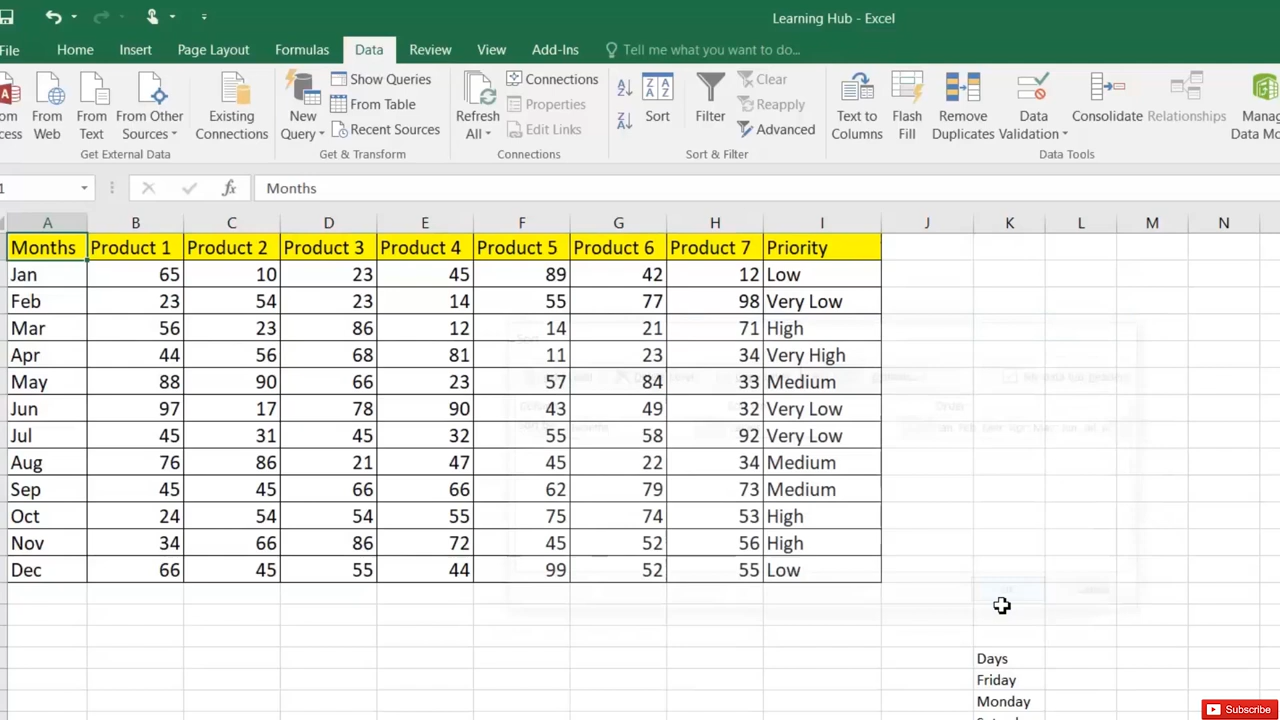 Learning Hub - Excel
File Home Insert Page Layout Formulas Data Review View Add-Ins Tell me what you want to do...
From Web
From Text
From Other Sources
Existing Connections
New Query
Show Queries
From Table
Recent Sources
Refresh All
Connections
Properties
Edit Links
Sort
Filter
Clear
Reapply
Advanced
Text to Columns
Flash Fill
Remove Duplicates
Data Validation
Consolidate
Relationships
Get External Data Get & Transform Connections Sort & Filter Data Tools
fx Months
A B C D E F G H I J K L M N
Months Product 1 Product 2 Product 3 Product 4 Product 5 Product 6 Product 7 Priority
Jan 65 10 23 45 89 42 12 Low
Feb 23 54 23 14 55 77 98 Very Low
Mar 56 23 86 12 14 21 71 High
Apr 44 56 68 81 11 23 34 Very High
May 88 90 66 23 57 84 33 Medium
Jun 97 17 78 90 43 49 32 Very Low
Jul 45 31 45 32 55 58 92 Very Low
Aug 76 86 21 47 45 22 34 Medium
Sep 45 45 66 66 62 79 73 Medium
Oct 24 54 54 55 75 74 53 High
Nov 34 66 86 72 45 52 56 High
Dec 66 45 55 44 99 52 55 Low
Days
Friday
Monday
Subscribe